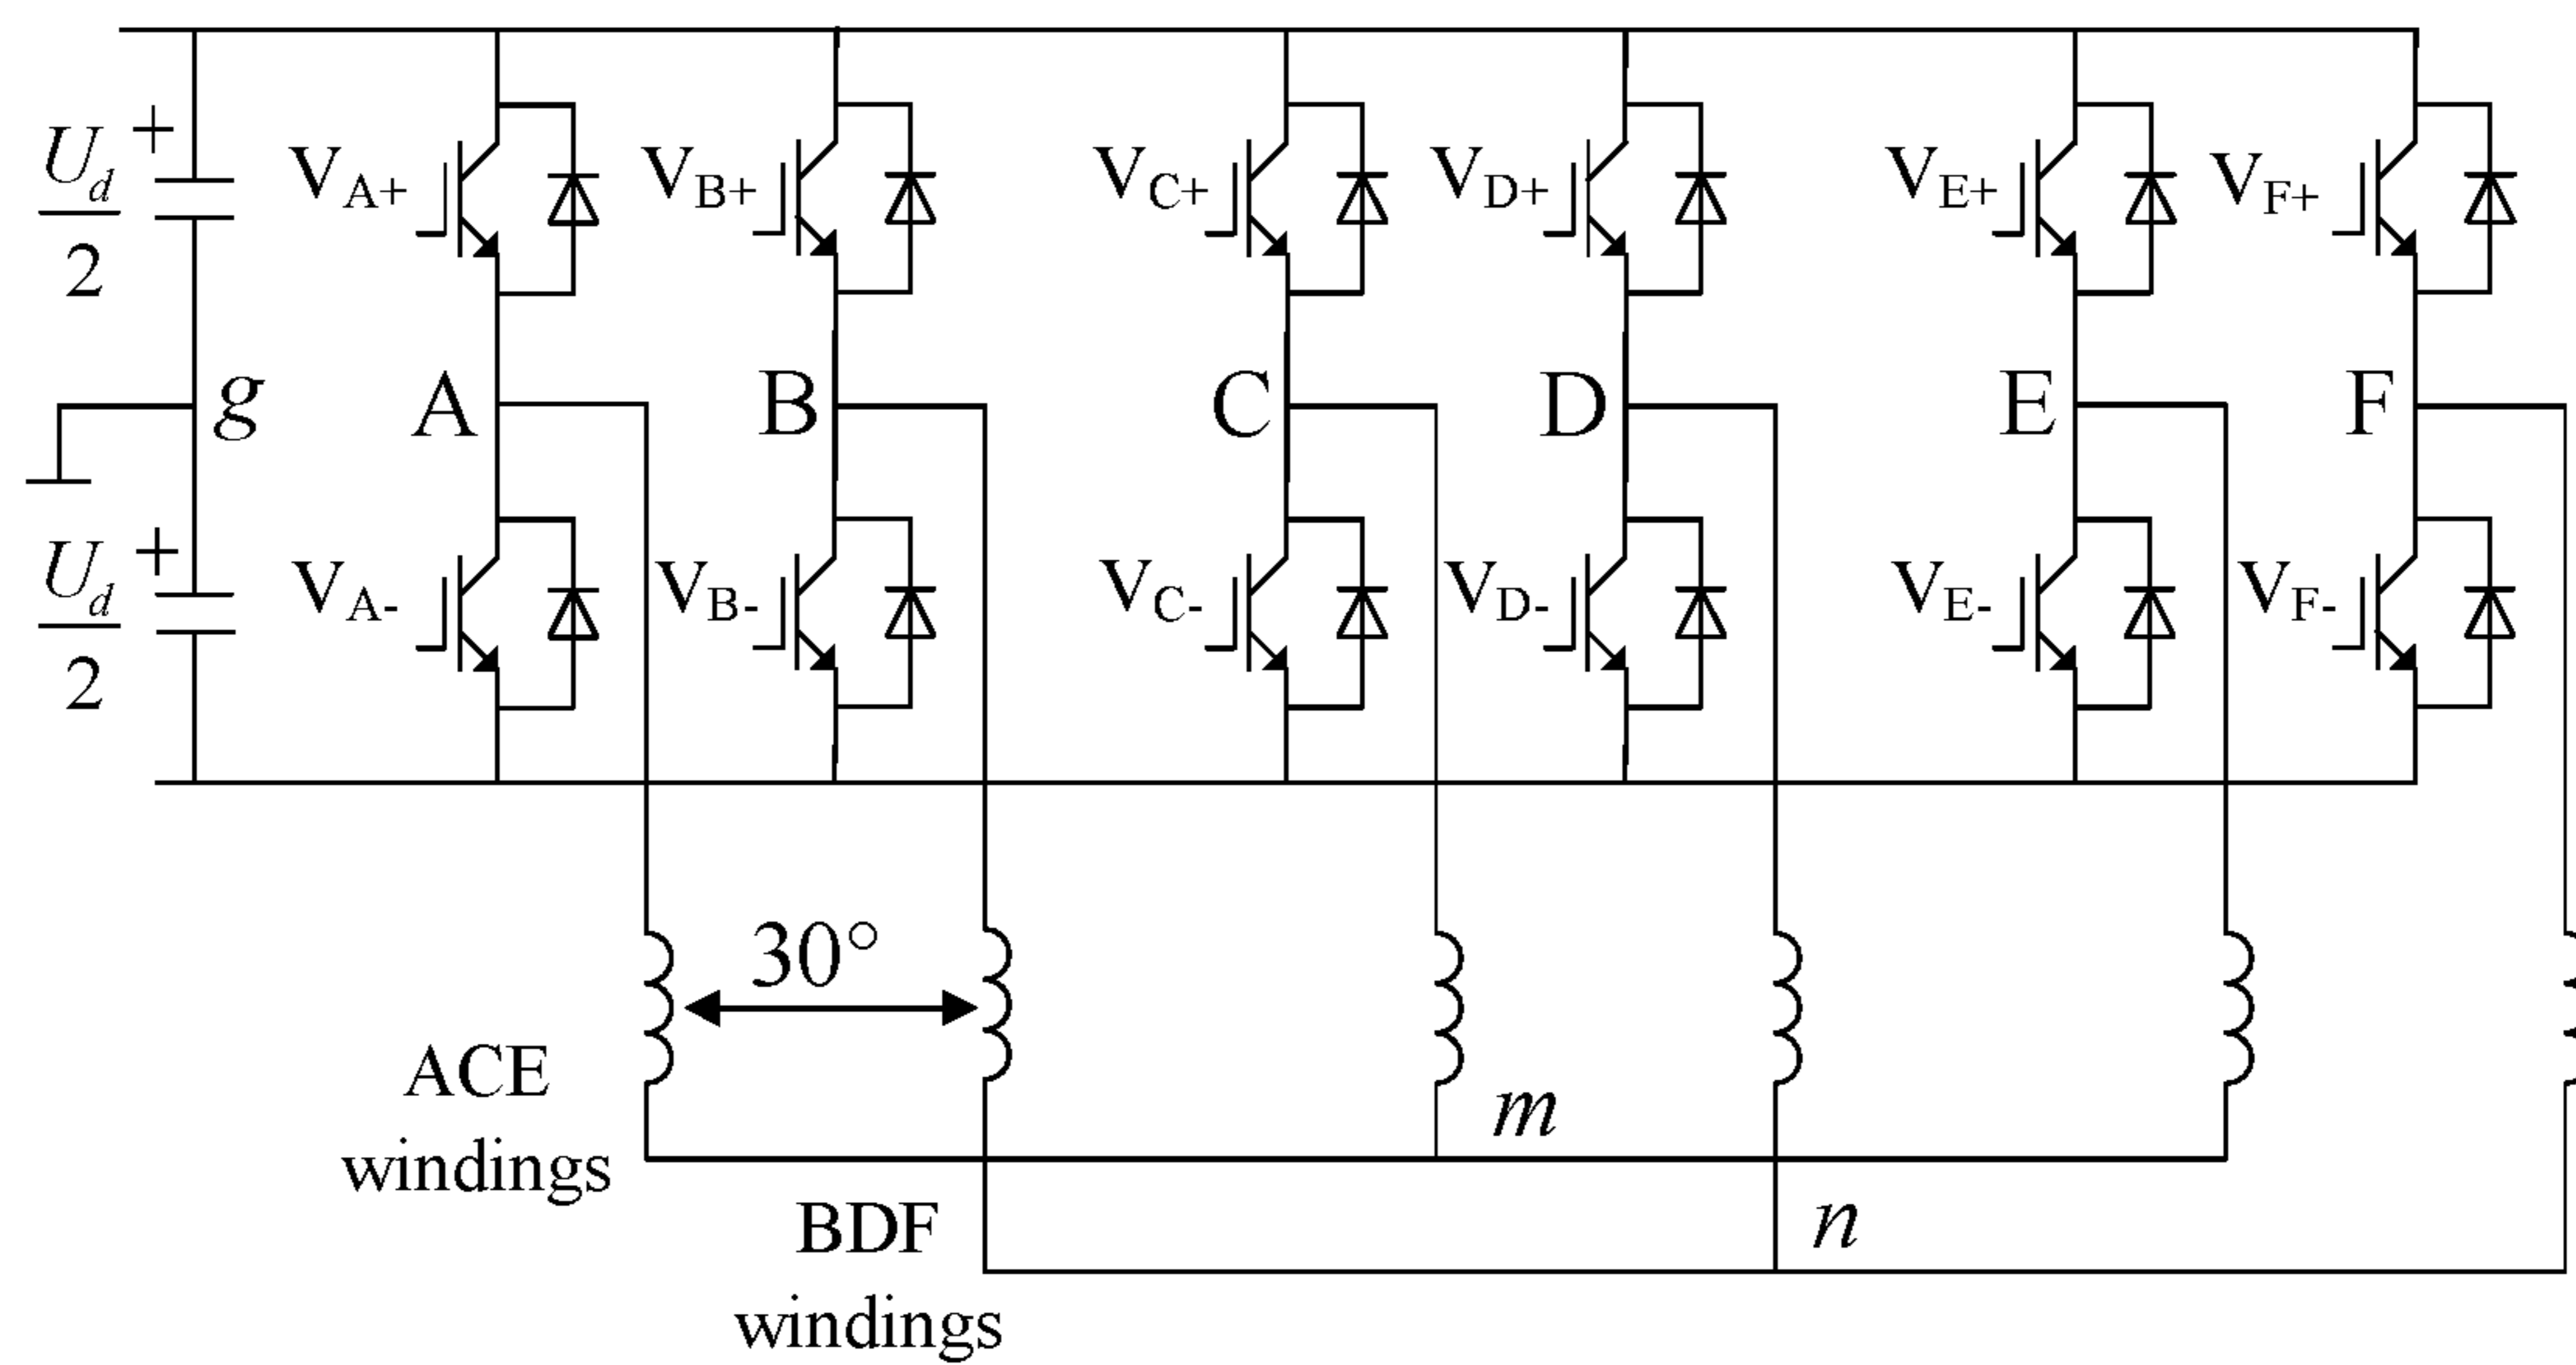 U_d/2 +
V_A+
V_B+
V_C+
V_D+
V_E+
V_F+
g
A
B
C
D
E
F
U_d/2 +
V_A-
V_B-
V_C-
V_D-
V_E-
V_F-
30°
ACE
windings
m
BDF
windings
n